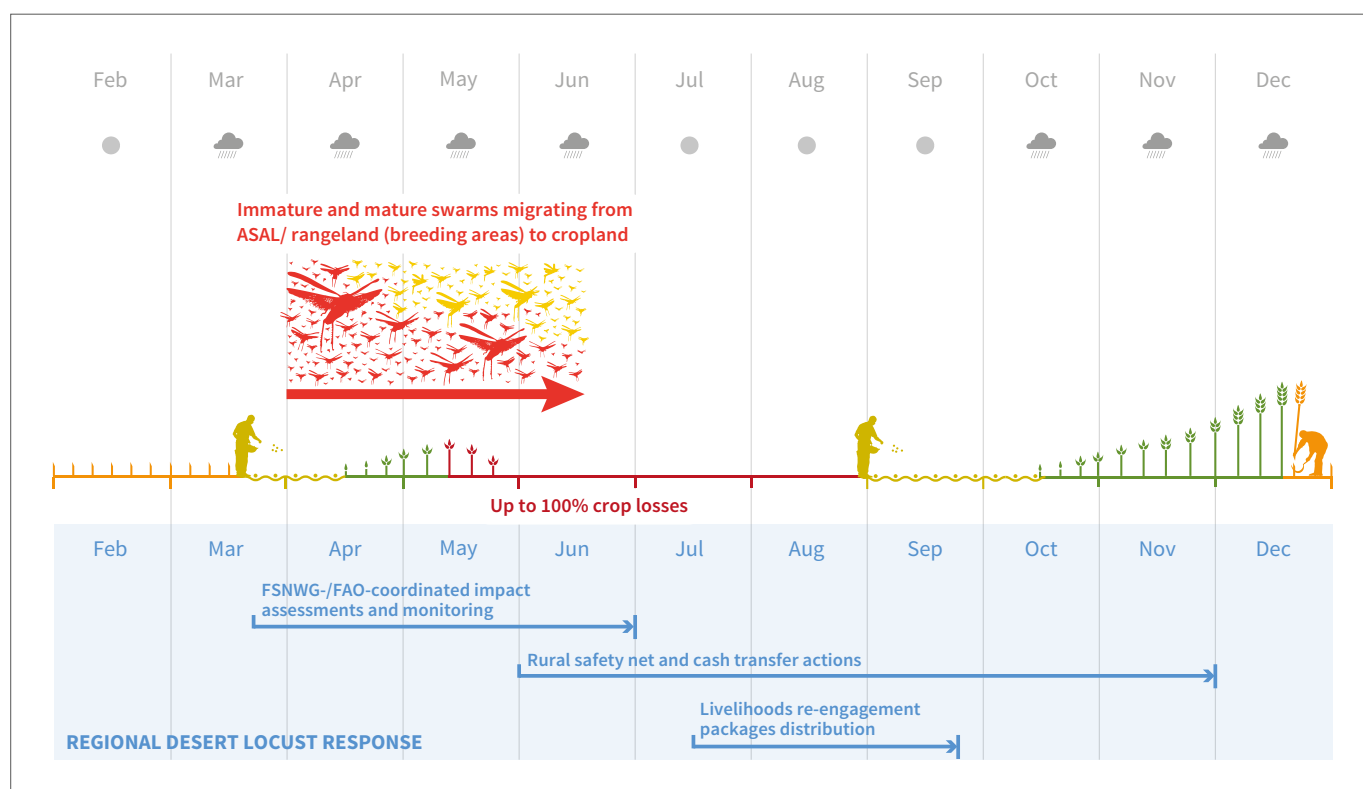 Feb Mar Apr May Jun Jul Aug Sep Oct Nov Dec
Immature and mature swarms migrating from
ASAL/ rangeland (breeding areas) to cropland
Up to 100% crop losses
Feb Mar Apr May Jun Jul Aug Sep Oct Nov Dec
FSNWG-/FAO-coordinated impact
assessments and monitoring
Rural safety net and cash transfer actions
Livelihoods re-engagement
packages distribution
REGIONAL DESERT LOCUST RESPONSE